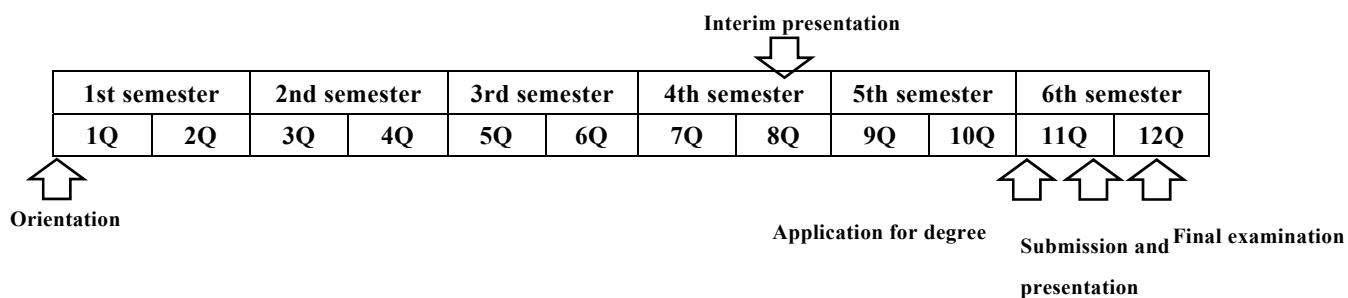 Interim presentation
1st semester 2nd semester 3rd semester 4th semester 5th semester 6th semester
1Q 2Q 3Q 4Q 5Q 6Q 7Q 8Q 9Q 10Q 11Q 12Q
Orientation
Application for degree
Submission and
presentation
Final examination